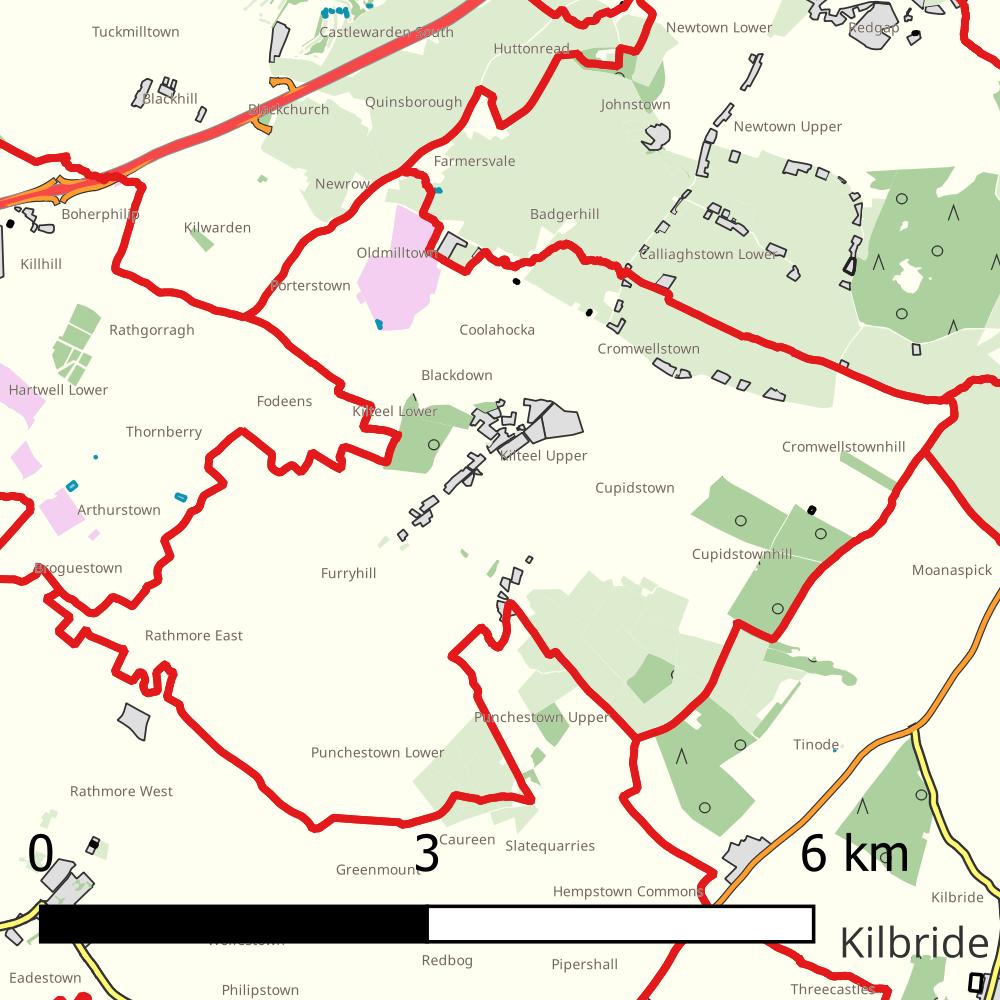 Redgap
Newtown Lower
Tuckmilltown
Castlewarden South
Huttonread
Blackhill
Quinsborough
Johnstown
Blackchurch
Newtown Upper
Farmersvale
Newrow
Boherphilip
Badgerhill
Kilwarden
Oldmilltown
Calliaghstown Lower
Killhill
Porterstown
Rathgorragh
Coolahocka
Cromwellstown
Blackdown
Hartwell Lower
Fodeens
Kilteel Lower
Thornberry
Cromwellstownhill
Kilteel Upper
Cupidstown
Arthurstown
Cupidstownhill
Broguestown
Furryhill
Moanaspick
Rathmore East
Punchestown Upper
Tinode
Punchestown Lower
Rathmore West
Caureen
Slatequarries
0 3 6 km
Greenmount
Hempstown Commons
Kilbride
Kilbride
Redbog
Pipershall
Eadestown
Philipstown
Threecastles